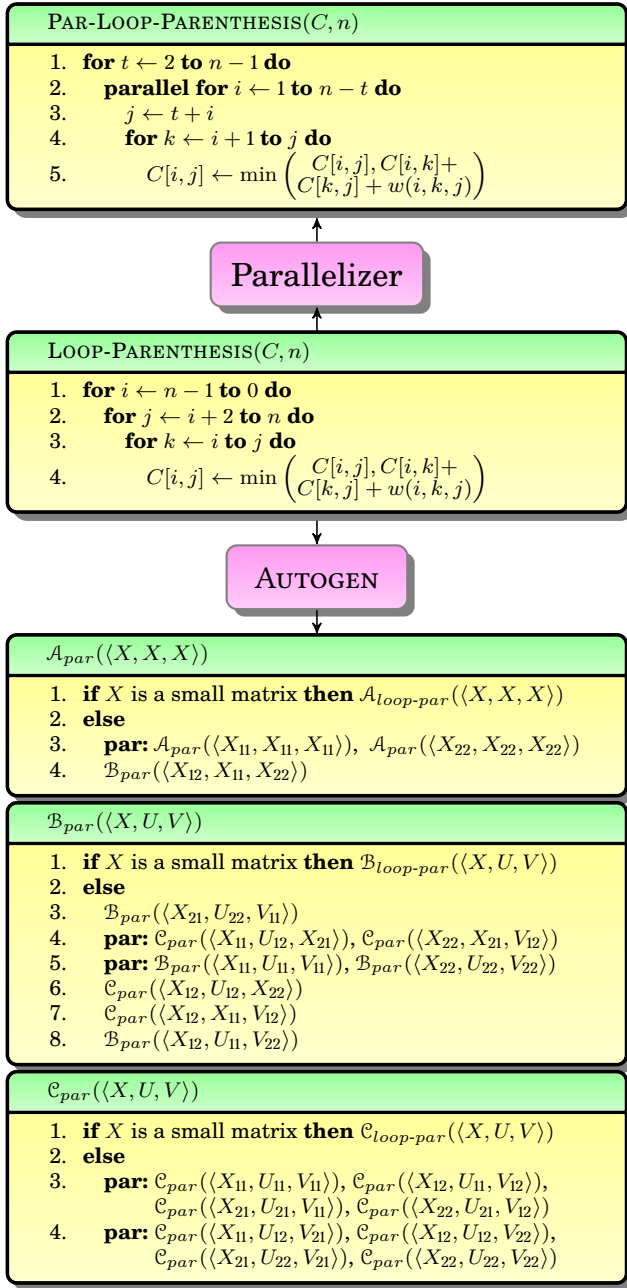 PAR-LOOP-PARENTHESIS(C, n)
1. for t ← 2 to n − 1 do
2. parallel for i ← 1 to n − t do
3. j ← t + i
4. for k ← i + 1 to j do
5. C[i, j] ← min ( C[i, j], C[i, k]+
C[k, j] + w(i, k, j) )
Parallelizer
LOOP-PARENTHESIS(C, n)
1. for i ← n − 1 to 0 do
2. for j ← i + 2 to n do
3. for k ← i to j do
4. C[i, j] ← min ( C[i, j], C[i, k]+
C[k, j] + w(i, k, j) )
AUTOGEN
𝒜par(⟨X, X, X⟩)
1. if X is a small matrix then 𝒜loop-par(⟨X, X, X⟩)
2. else
3. par: 𝒜par(⟨X11, X11, X11⟩), 𝒜par(⟨X22, X22, X22⟩)
4. ℬpar(⟨X12, X11, X22⟩)
ℬpar(⟨X, U, V⟩)
1. if X is a small matrix then ℬloop-par(⟨X, U, V⟩)
2. else
3. ℬpar(⟨X21, U22, V11⟩)
4. par: 𝒞par(⟨X11, U12, X21⟩), 𝒞par(⟨X22, X21, V12⟩)
5. par: ℬpar(⟨X11, U11, V11⟩), ℬpar(⟨X22, U22, V22⟩)
6. 𝒞par(⟨X12, U12, X22⟩)
7. 𝒞par(⟨X12, X11, V12⟩)
8. ℬpar(⟨X12, U11, V22⟩)
𝒞par(⟨X, U, V⟩)
1. if X is a small matrix then 𝒞loop-par(⟨X, U, V⟩)
2. else
3. par: 𝒞par(⟨X11, U11, V11⟩), 𝒞par(⟨X12, U11, V12⟩),
𝒞par(⟨X21, U21, V11⟩), 𝒞par(⟨X22, U21, V12⟩)
4. par: 𝒞par(⟨X11, U12, V21⟩), 𝒞par(⟨X12, U12, V22⟩),
𝒞par(⟨X21, U22, V21⟩), 𝒞par(⟨X22, U22, V22⟩)